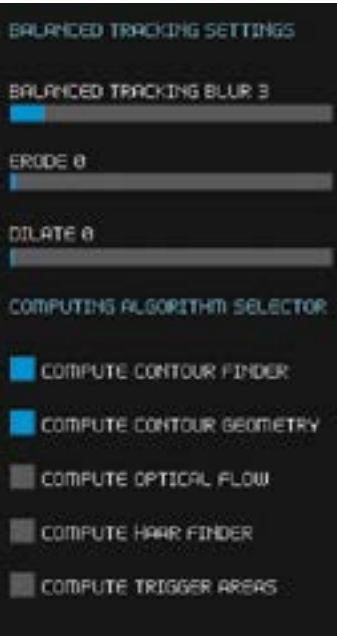 BALANCED TRACKING SETTINGS
BALANCED TRACKING BLUR 3
ERODE 0
DILATE 0
COMPUTING ALGORITHM SELECTOR
COMPUTE CONTOUR FINDER
COMPUTE CONTOUR GEOMETRY
COMPUTE OPTICAL FLOW
COMPUTE HAAR FINDER
COMPUTE TRIGGER AREAS